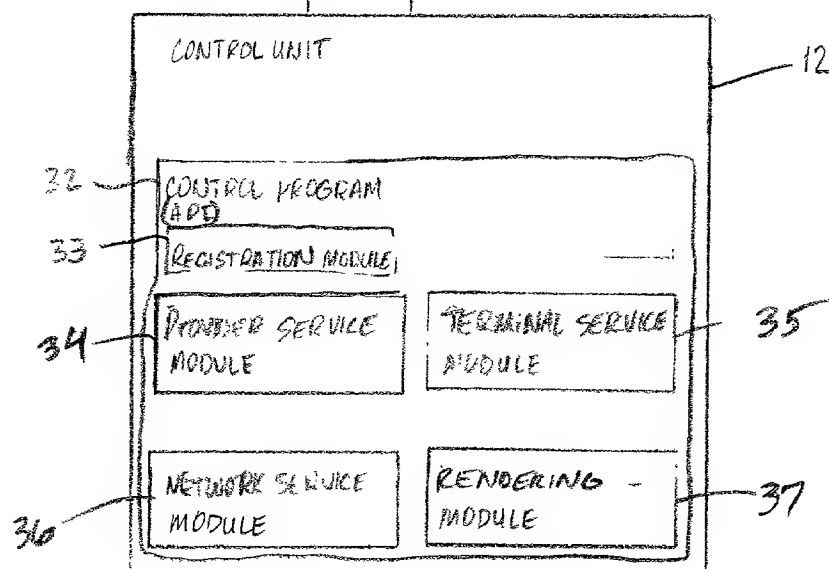 CONTROL UNIT
12
32
CONTROL PROGRAM
(API)
33
REGISTRATION MODULE
34
PROVIDER SERVICE
MODULE
TERMINAL SERVICE
MODULE
35
36
NETWORK SERVICE
MODULE
RENDERING
MODULE
37